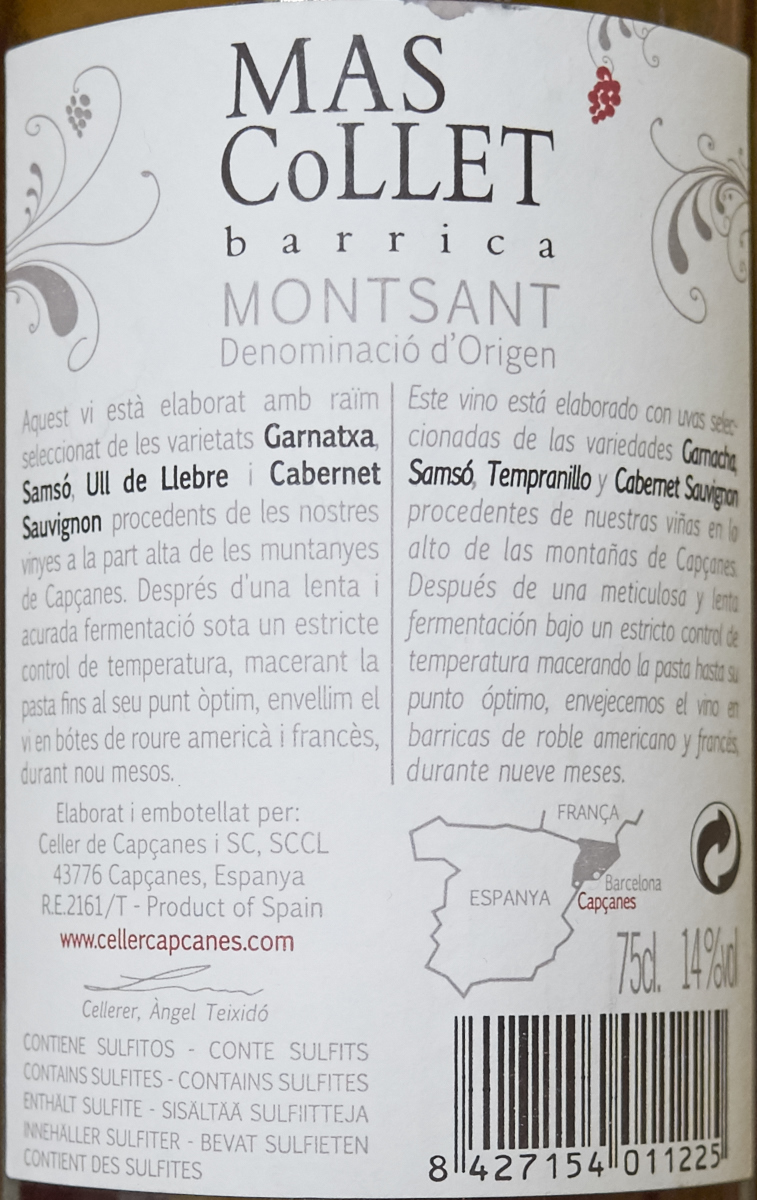 MAS
CoLLET
barrica
MONTSANT
Denominació d'Origen
Aquest vi està elaborat amb raïm
seleccionat de les varietats Garnatxa,
Samsó, Ull de Llebre i Cabernet
Sauvignon procedents de les nostres
vinyes a la part alta de les muntanyes
de Capçanes. Després d'una lenta i
acurada fermentació sota un estricte
control de temperatura, macerant la
pasta fins al seu punt òptim, envellim el
vi en bótes de roure americà i francès,
durant nou mesos.
Este vino está elaborado con uvas selec-
cionadas de las variedades Garnacha,
Samsó, Tempranillo y Cabernet Sauvignon
procedentes de nuestras viñas en lo
alto de las montañas de Capçanes.
Después de una meticulosa y lenta
fermentación bajo un estricto control de
temperatura macerando la pasta hasta su
punto óptimo, envejecemos el vino en
barricas de roble americano y francés,
durante nueve meses.
Elaborat i embotellat per:
Celler de Capçanes i SC, SCCL
43776 Capçanes, Espanya
R.E.2161/T - Product of Spain
www.cellercapcanes.com
Cellerer, Àngel Teixidó
CONTIENE SULFITOS - CONTE SULFITS
CONTAINS SULFITES - CONTAINS SULFITES
ENTHÄLT SULFITE - SISÄLTÄÄ SULFIITTEJA
INNEHÅLLER SULFITER - BEVAT SULFIETEN
CONTIENT DES SULFITES
FRANÇA
ESPANYA
Barcelona
Capçanes
75cl. 14%vol
8 427154 011225